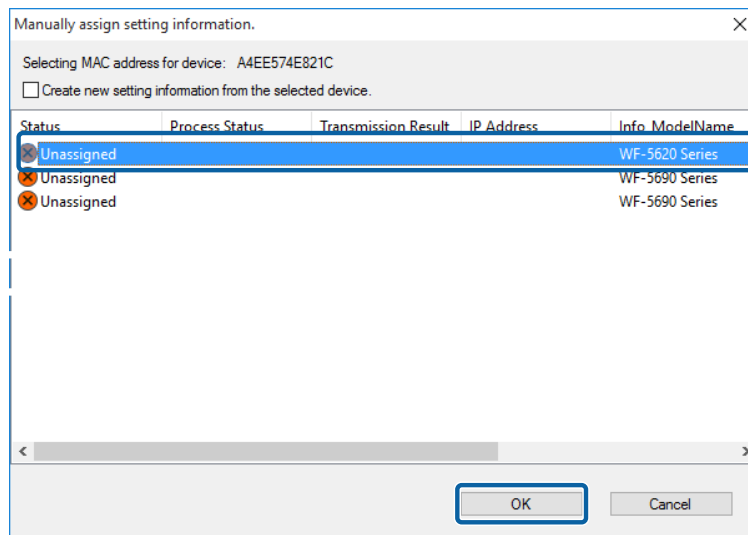 Manually assign setting information.
Selecting MAC address for device: A4EE574E821C
Create new setting information from the selected device.
Status Process Status Transmission Result IP Address Info_ModelName
Unassigned WF-5620 Series
Unassigned WF-5690 Series
Unassigned WF-5690 Series
OK Cancel